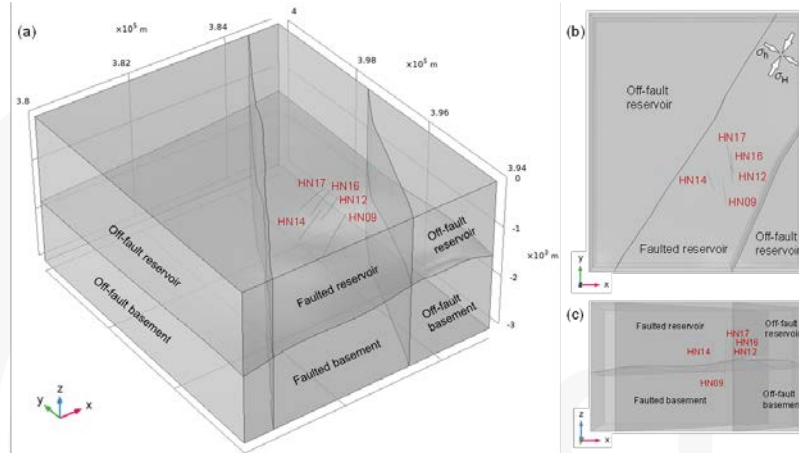 (a)
×10⁵ m
3.84
4
3.82
3.98
×10⁵ m
3.8
3.96
3.94
0
HN17
HN16
HN12
HN14
HN09
-1
×10³ m
-2
-3
Off-fault
reservoir
Off-fault
reservoir
Faulted reservoir
Off-fault
basement
Off-fault
basement
Faulted basement
z
y
x
(b)
σh
σH
Off-fault
reservoir
HN17
HN16
HN14
HN12
HN09
Faulted reservoir
Off-fault
reservoir
y
x
(c)
Faulted reservoir
HN17
Off-fault
reservoir
HN16
HN14
HN12
HN09
Faulted basement
Off-fault
basement
z
x